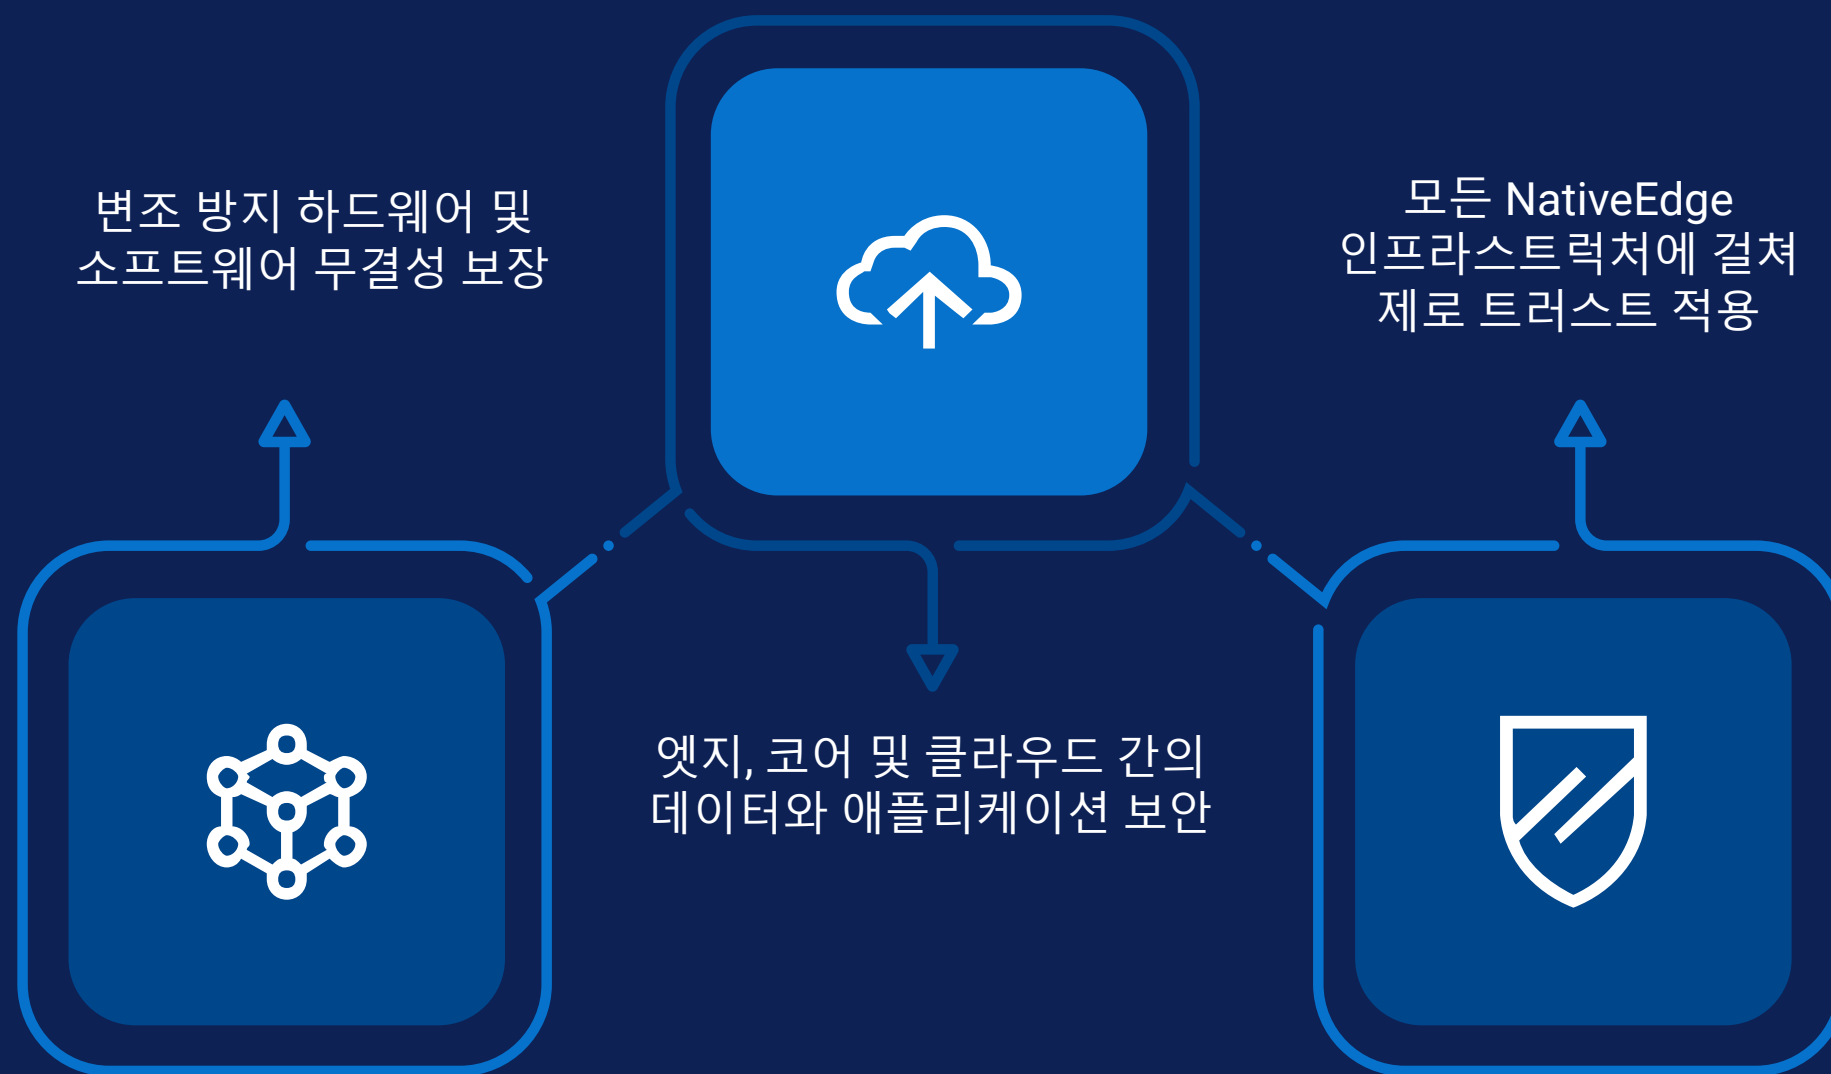 변조 방지 하드웨어 및
소프트웨어 무결성 보장
엣지, 코어 및 클라우드 간의
데이터와 애플리케이션 보안
모든 NativeEdge
인프라스트럭처에 걸쳐
제로 트러스트 적용